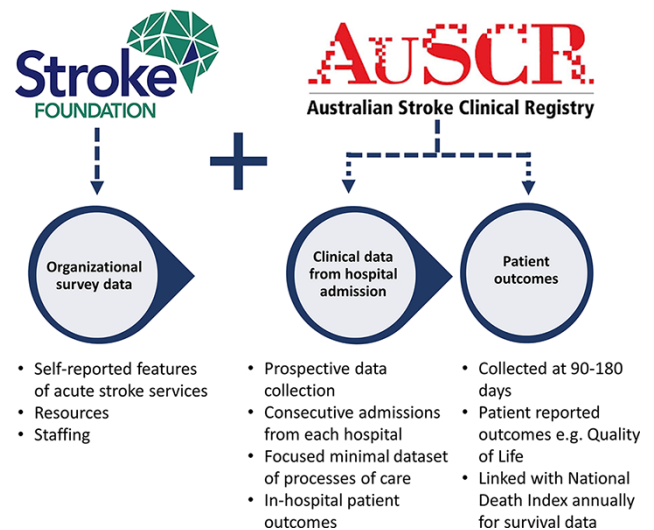 Stroke
FOUNDATION
AuSCR
Australian Stroke Clinical Registry
+
Organizational
survey data
Clinical data
from hospital
admission
Patient
outcomes
• Self-reported features
of acute stroke services
• Resources
• Staffing
• Prospective data
collection
• Consecutive admissions
from each hospital
• Focused minimal dataset
of processes of care
• In-hospital patient
outcomes
• Collected at 90-180
days
• Patient reported
outcomes e.g. Quality
of Life
• Linked with National
Death Index annually
for survival data